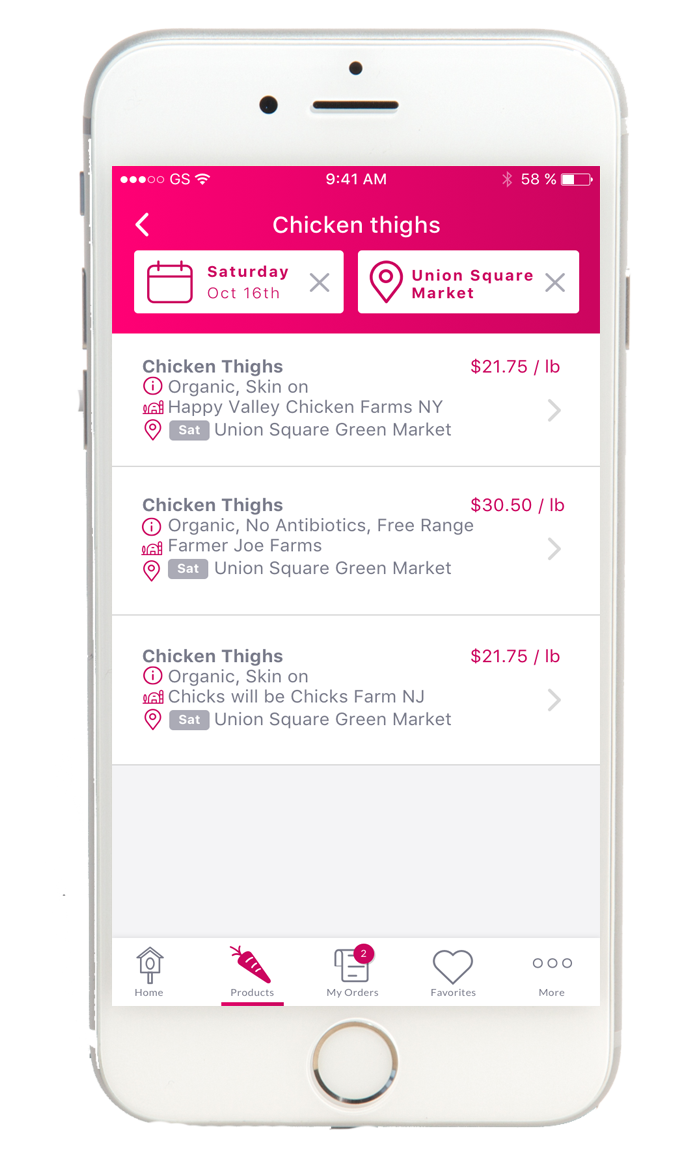 GS 9:41 AM 58 %
Chicken thighs
Saturday
Oct 16th
Union Square
Market
Chicken Thighs $21.75 / lb
Organic, Skin on
Happy Valley Chicken Farms NY
Sat Union Square Green Market
Chicken Thighs $30.50 / lb
Organic, No Antibiotics, Free Range
Farmer Joe Farms
Sat Union Square Green Market
Chicken Thighs $21.75 / lb
Organic, Skin on
Chicks will be Chicks Farm NJ
Sat Union Square Green Market
2
Home Products My Orders Favorites More